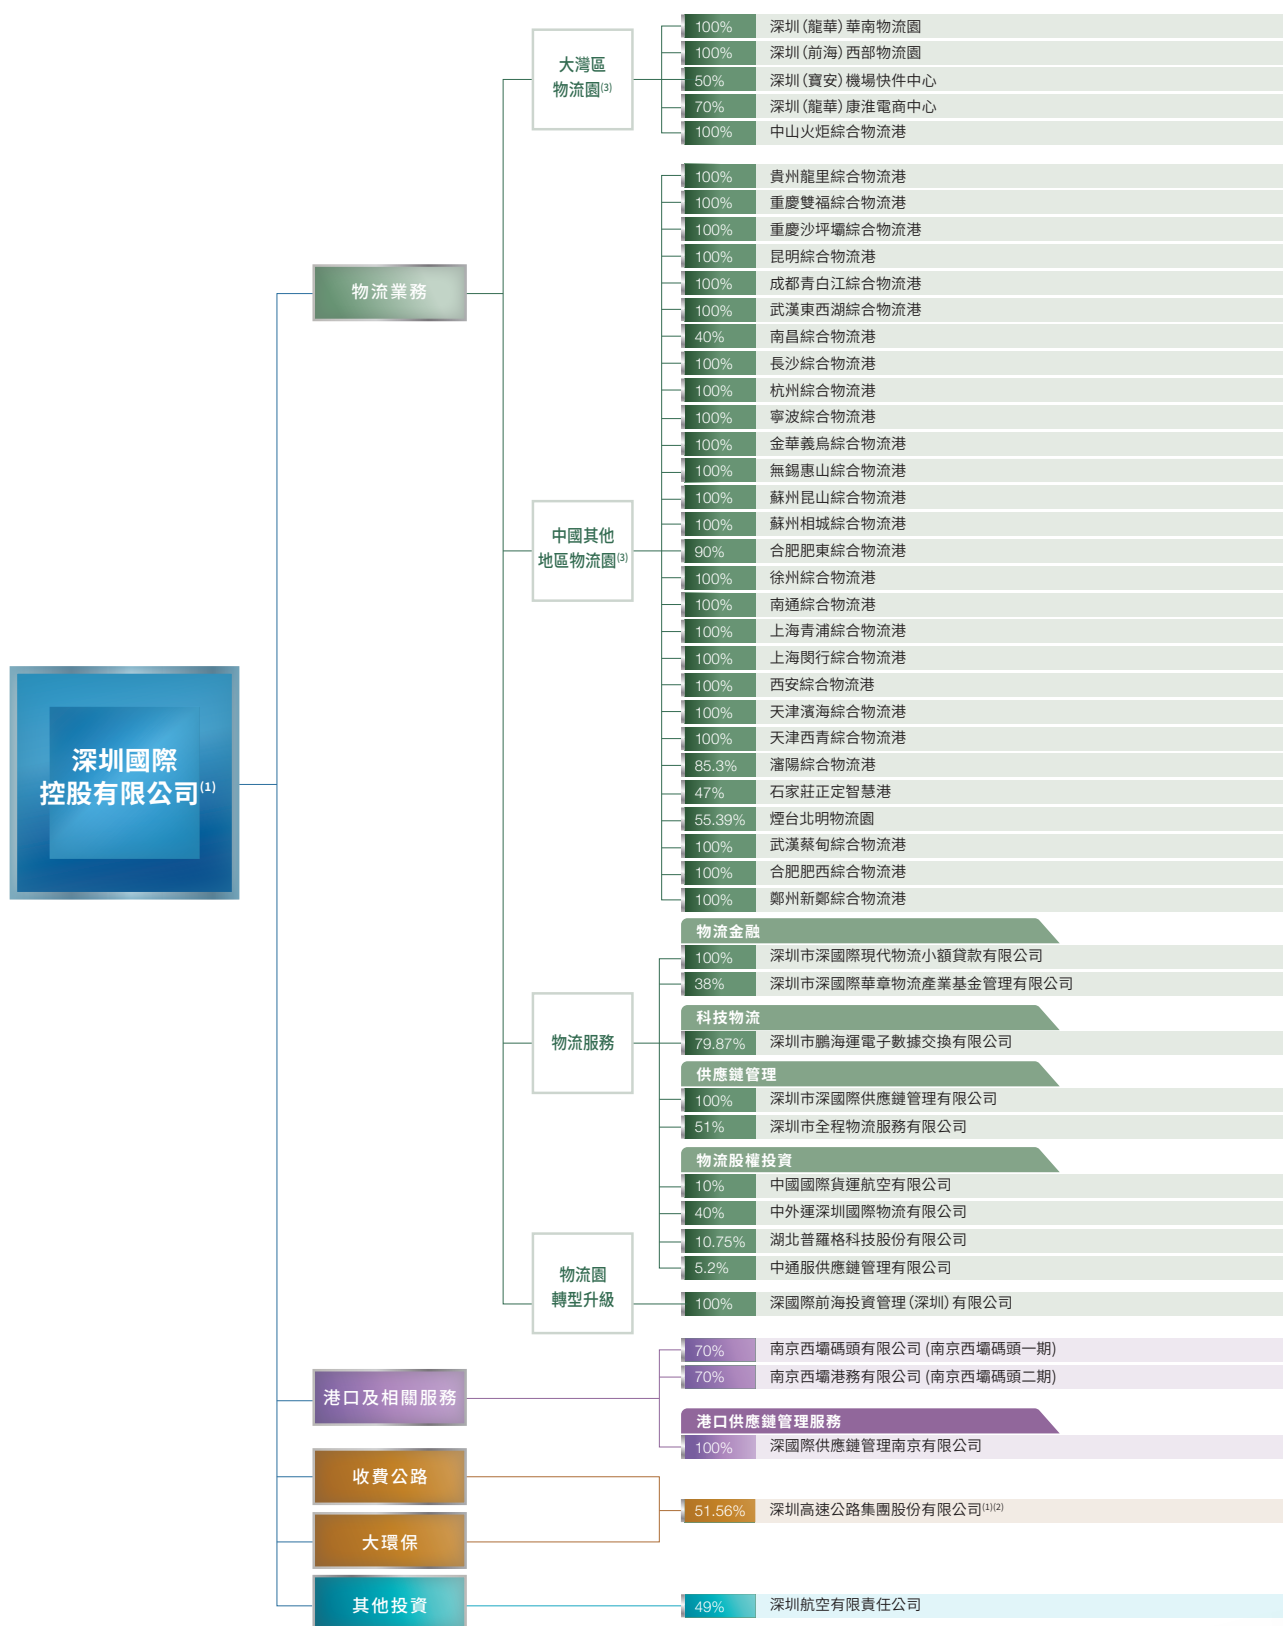 深圳國際
控股有限公司(1)
物流業務
大灣區
物流園(3)
100% 深圳(龍華)華南物流園
100% 深圳(前海)西部物流園
50% 深圳(寶安)機場快件中心
70% 深圳(龍華)康淮電商中心
100% 中山火炬綜合物流港
中國其他
地區物流園(3)
100% 貴州龍里綜合物流港
100% 重慶雙福綜合物流港
100% 重慶沙坪壩綜合物流港
100% 昆明綜合物流港
100% 成都青白江綜合物流港
100% 武漢東西湖綜合物流港
40% 南昌綜合物流港
100% 長沙綜合物流港
100% 杭州綜合物流港
100% 寧波綜合物流港
100% 金華義烏綜合物流港
100% 無錫惠山綜合物流港
100% 蘇州昆山綜合物流港
100% 蘇州相城綜合物流港
90% 合肥肥東綜合物流港
100% 徐州綜合物流港
100% 南通綜合物流港
100% 上海青浦綜合物流港
100% 上海閔行綜合物流港
100% 西安綜合物流港
100% 天津濱海綜合物流港
100% 天津西青綜合物流港
85.3% 瀋陽綜合物流港
47% 石家莊正定智慧港
55.39% 煙台北明物流園
100% 武漢蔡甸綜合物流港
100% 合肥肥西綜合物流港
100% 鄭州新鄭綜合物流港
物流服務
物流金融
100% 深圳市深國際現代物流小額貸款有限公司
38% 深圳市深國際華章物流產業基金管理有限公司
科技物流
79.87% 深圳市鵬海運電子數據交換有限公司
供應鏈管理
100% 深圳市深國際供應鏈管理有限公司
51% 深圳市全程物流服務有限公司
物流股權投資
10% 中國國際貨運航空有限公司
40% 中外運深圳國際物流有限公司
10.75% 湖北普羅格科技股份有限公司
5.2% 中通服供應鏈管理有限公司
物流園
轉型升級
100% 深國際前海投資管理(深圳)有限公司
港口及相關服務
70% 南京西壩碼頭有限公司 (南京西壩碼頭一期)
70% 南京西壩港務有限公司 (南京西壩碼頭二期)
港口供應鏈管理服務
100% 深國際供應鏈管理南京有限公司
收費公路
大環保
51.56% 深圳高速公路集團股份有限公司(1)(2)
其他投資
49% 深圳航空有限責任公司